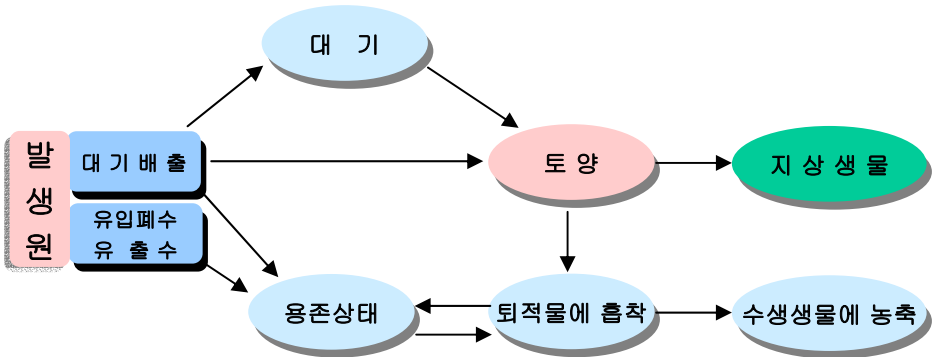 대 기
발
생
원
대 기 배 출
유입폐수
유 출 수
토 양
지 상 생 물
용존상태
퇴적물에 흡착
수생생물에 농축